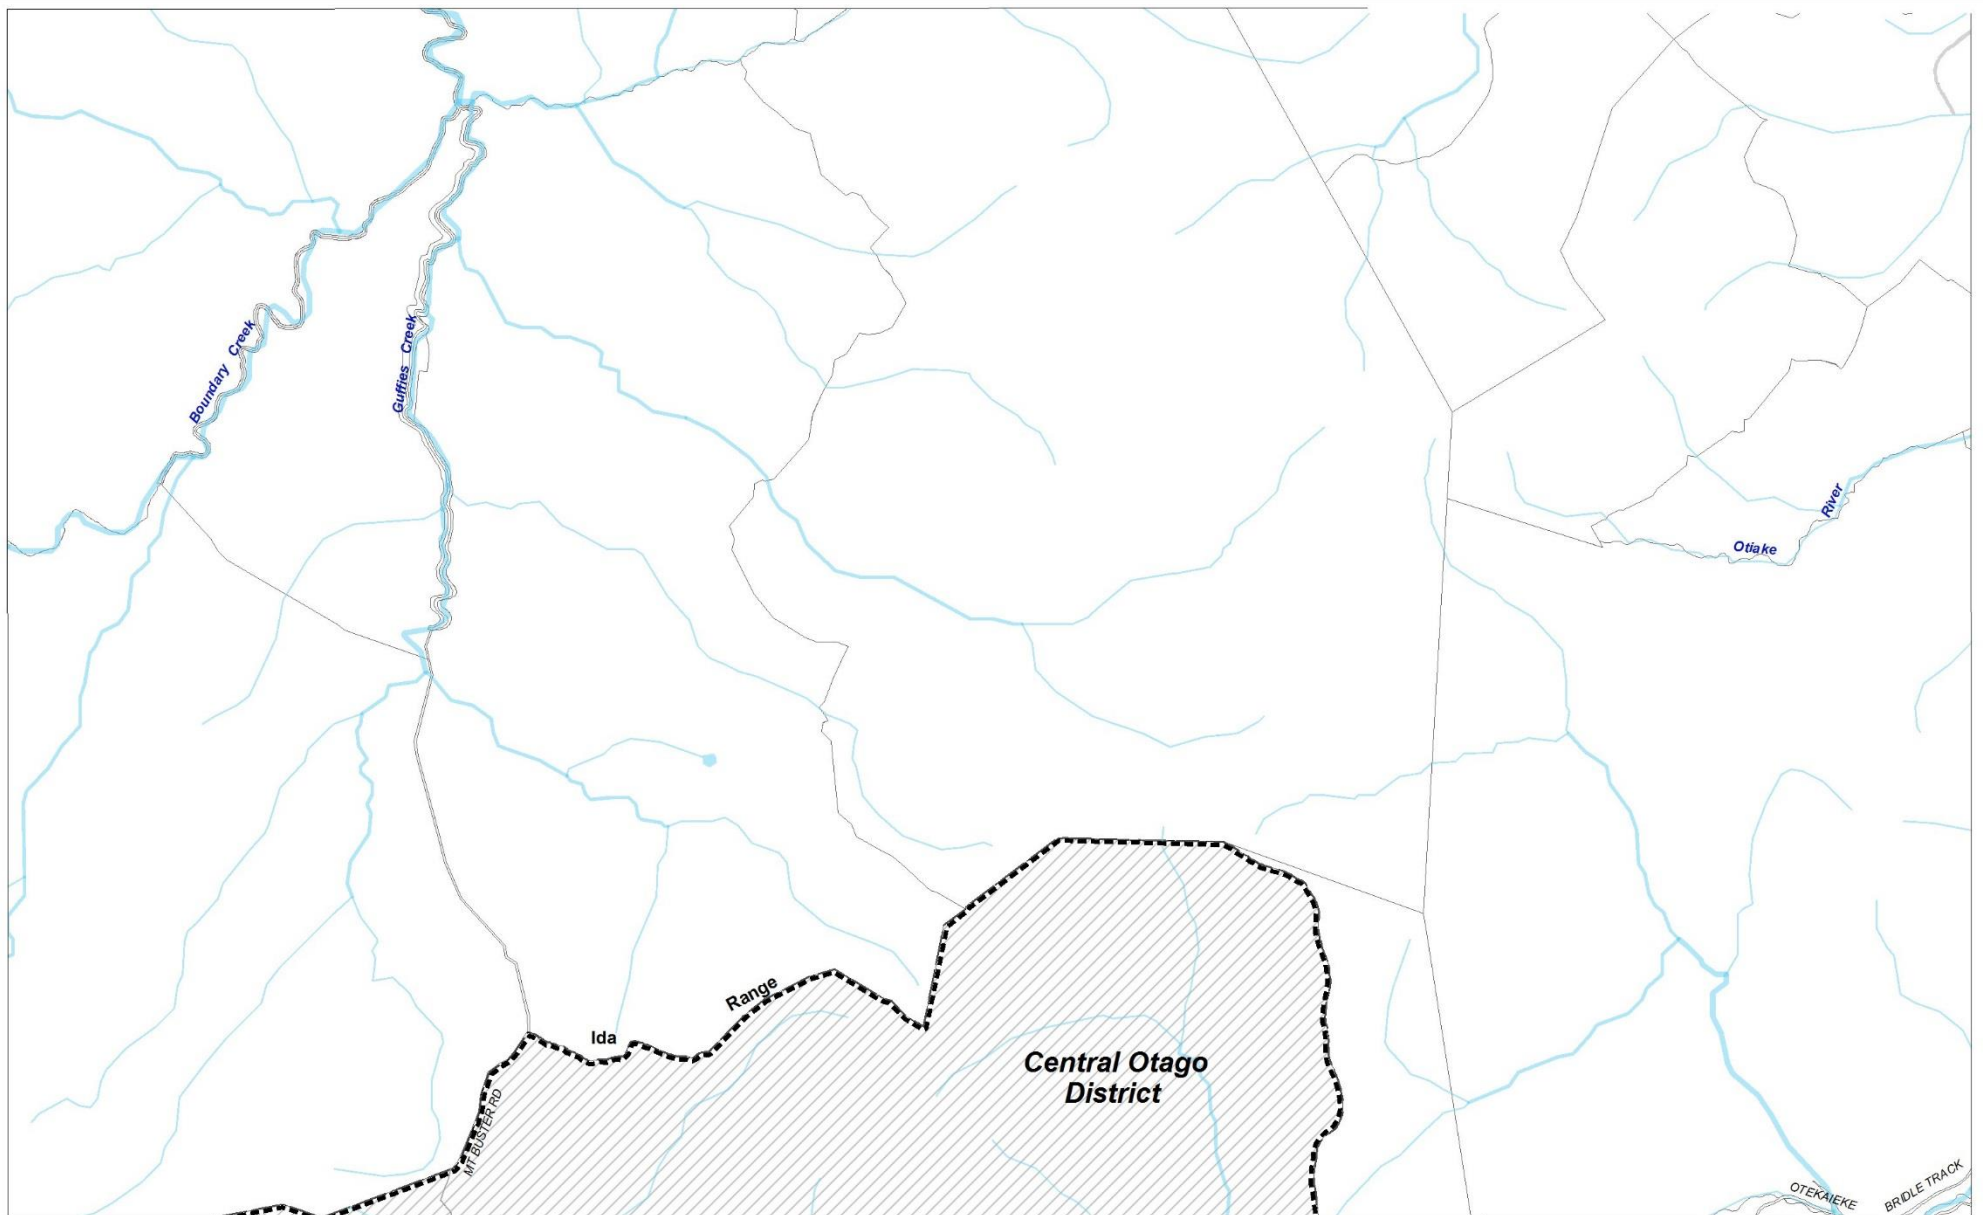 Boundary Creek
Guffies Creek
River
Otiake
Range
Ida
Central Otago
District
MT BUSTER RD
OTEKAIEKE
BRIDLE TRACK